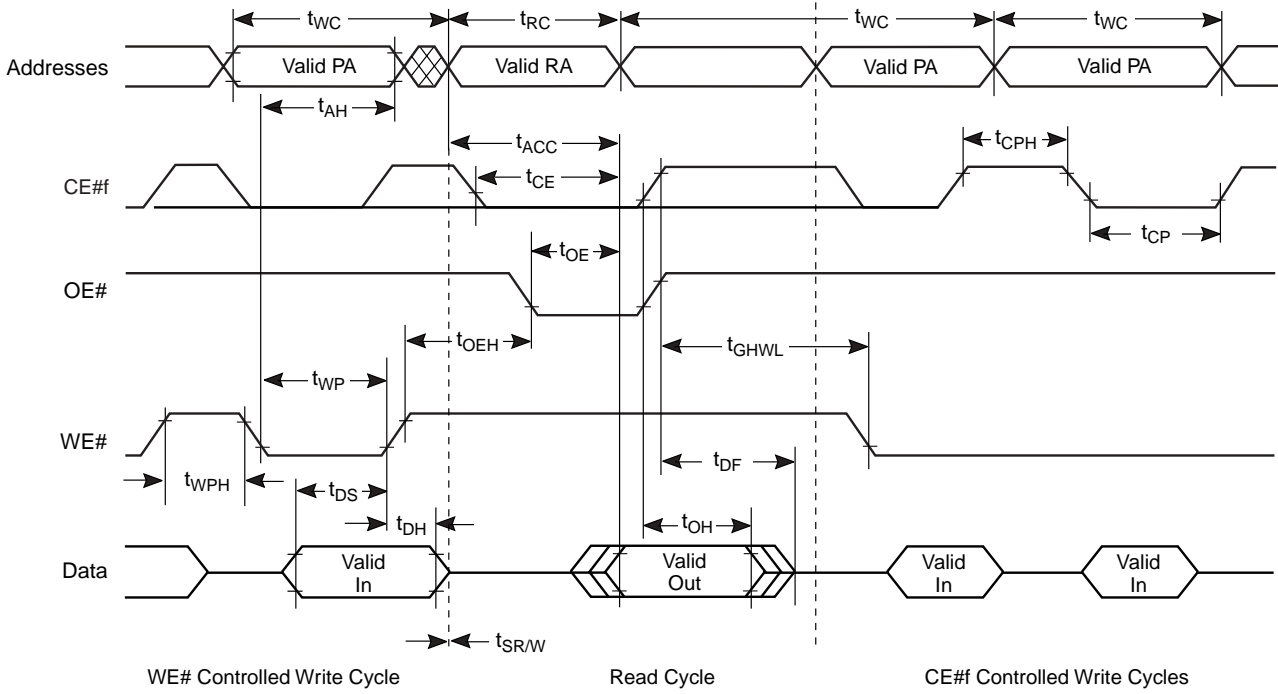 tWC tRC tWC tWC
Addresses Valid PA Valid RA Valid PA Valid PA
tAH
tACC tCPH
CE#f tCE
tCP
tOE
OE#
tOEH tGHWL
tWP
WE#
tWPH tDS tDF
tDH tOH
Data Valid In Valid Out Valid In Valid In
tSR/W
WE# Controlled Write Cycle Read Cycle CE#f Controlled Write Cycles